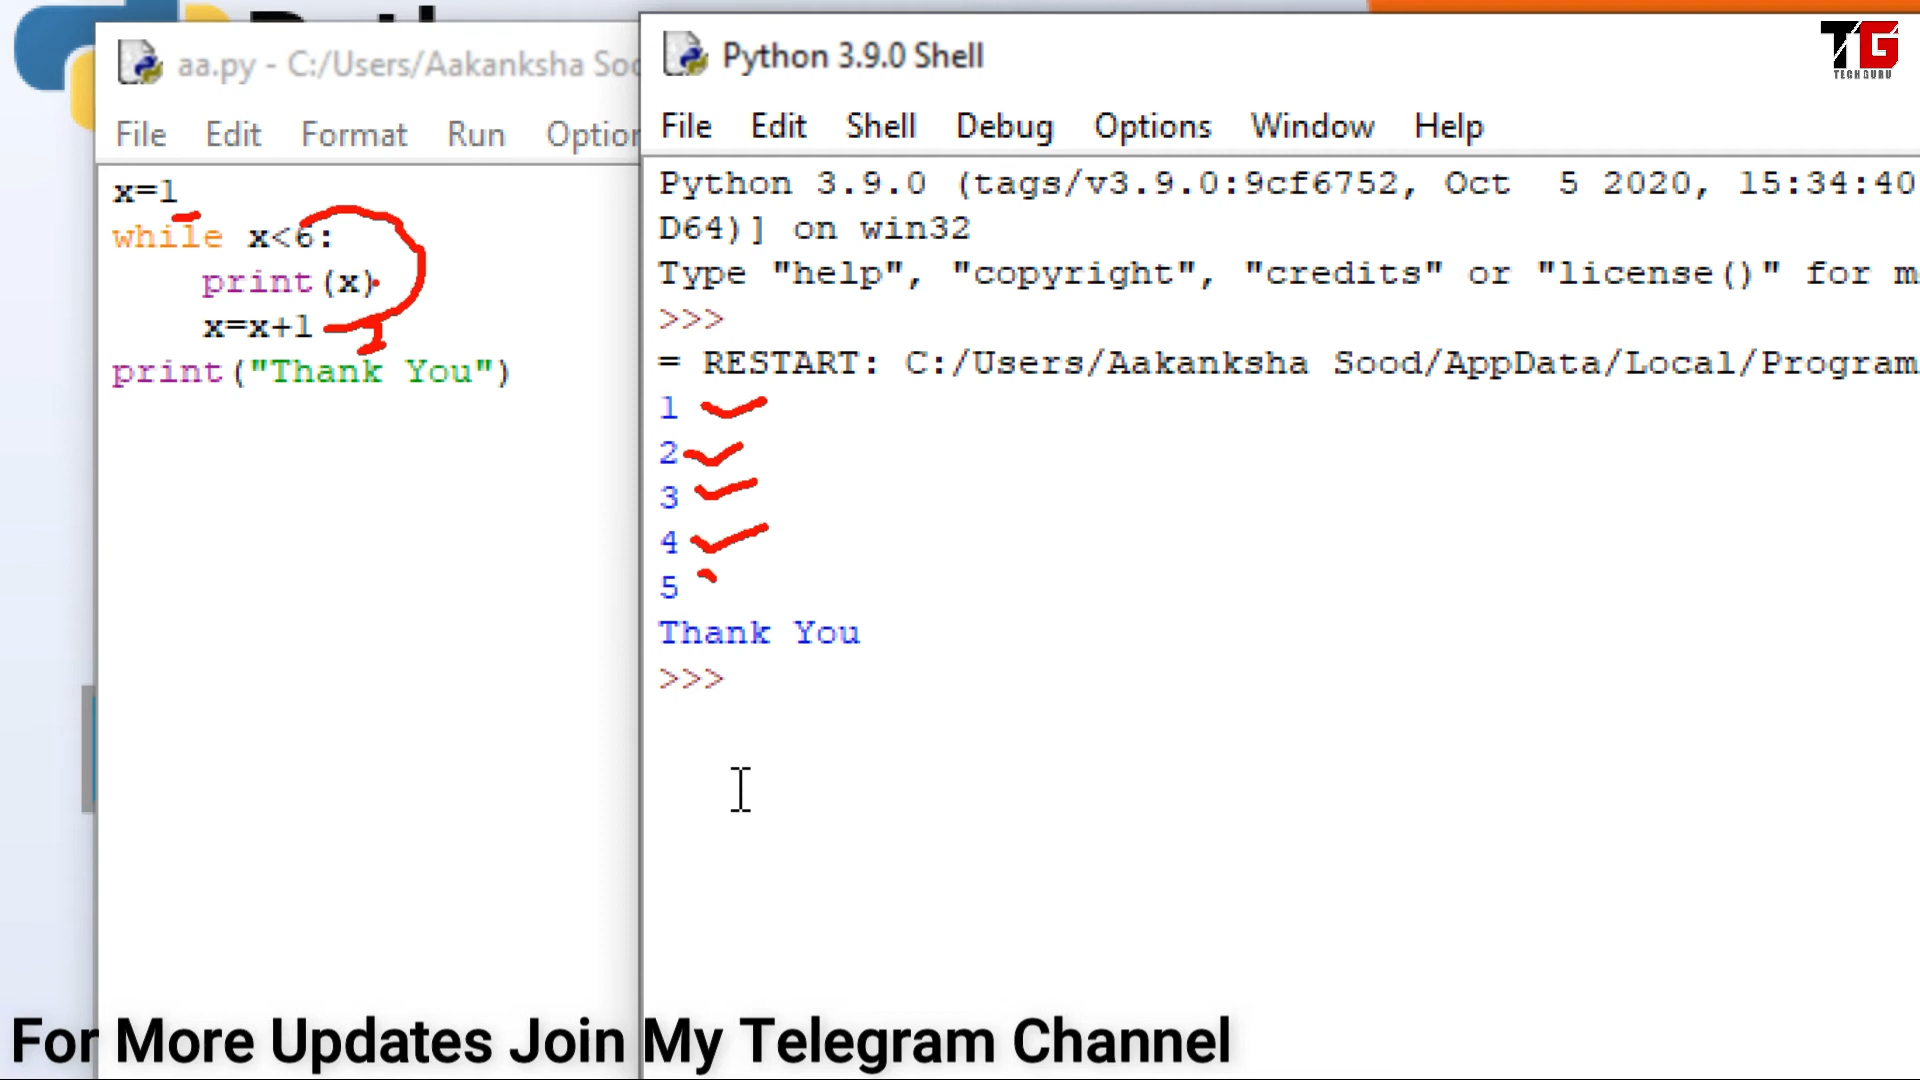 aa.py - C:/Users/Aakanksha Soo
File Edit Format Run Option
x=1
while x<6:
print(x)
x=x+1
print("Thank You")
Python 3.9.0 Shell
TG
TECHGURU
File Edit Shell Debug Options Window Help
Python 3.9.0 (tags/v3.9.0:9cf6752, Oct 5 2020, 15:34:40
D64)] on win32
Type "help", "copyright", "credits" or "license()" for m
>>>
= RESTART: C:/Users/Aakanksha Sood/AppData/Local/Program
1
2
3
4
5
Thank You
>>>
For More Updates Join My Telegram Channel